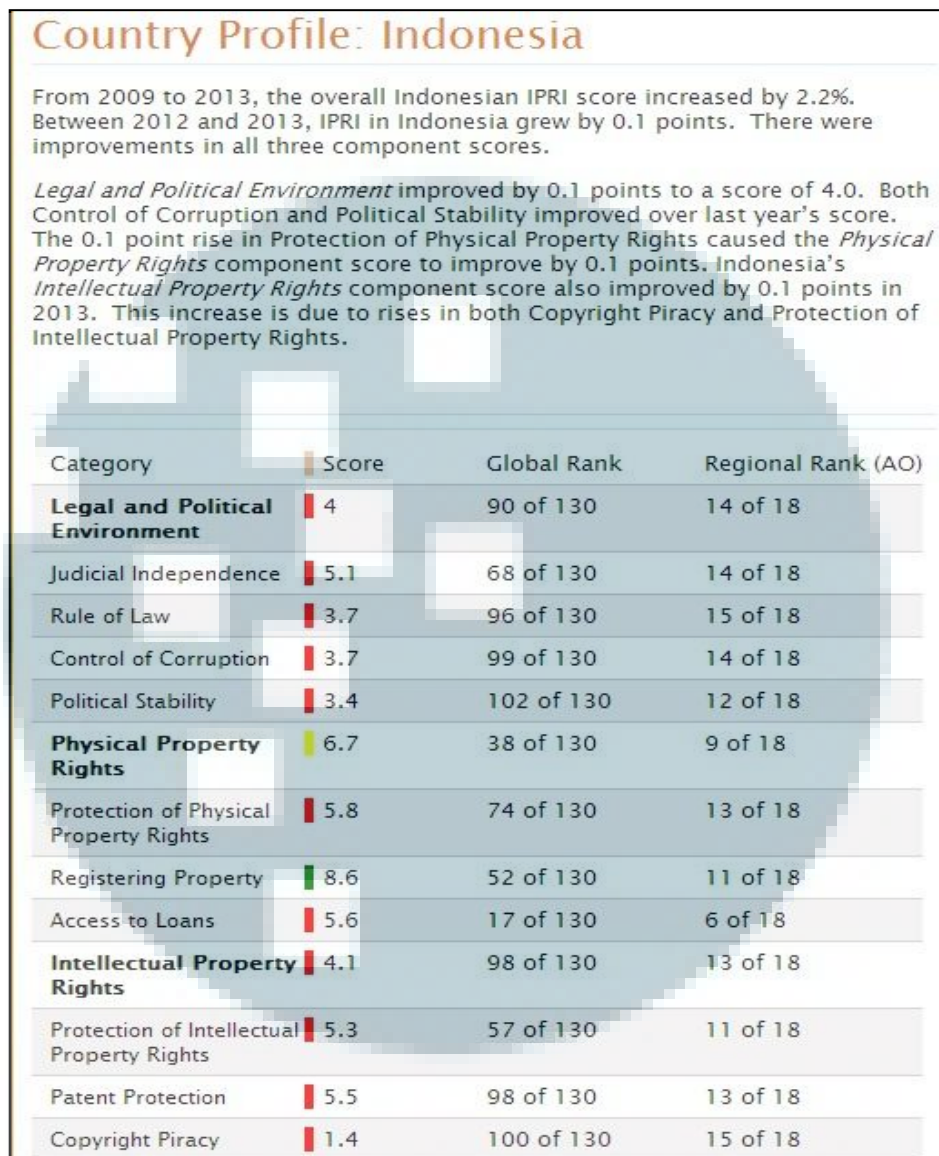 Country Profile: Indonesia
From 2009 to 2013, the overall Indonesian IPRI score increased by 2.2%.
Between 2012 and 2013, IPRI in Indonesia grew by 0.1 points. There were
improvements in all three component scores.
Legal and Political Environment improved by 0.1 points to a score of 4.0. Both
Control of Corruption and Political Stability improved over last year's score.
The 0.1 point rise in Protection of Physical Property Rights caused the Physical
Property Rights component score to improve by 0.1 points. Indonesia's
Intellectual Property Rights component score also improved by 0.1 points in
2013. This increase is due to rises in both Copyright Piracy and Protection of
Intellectual Property Rights.
Category Score Global Rank Regional Rank (AO)
Legal and Political 4 90 of 130 14 of 18
Environment
Judicial Independence 5.1 68 of 130 14 of 18
Rule of Law 3.7 96 of 130 15 of 18
Control of Corruption 3.7 99 of 130 14 of 18
Political Stability 3.4 102 of 130 12 of 18
Physical Property 6.7 38 of 130 9 of 18
Rights
Protection of Physical 5.8 74 of 130 13 of 18
Property Rights
Registering Property 8.6 52 of 130 11 of 18
Access to Loans 5.6 17 of 130 6 of 18
Intellectual Property 4.1 98 of 130 13 of 18
Rights
Protection of Intellectual 5.3 57 of 130 11 of 18
Property Rights
Patent Protection 5.5 98 of 130 13 of 18
Copyright Piracy 1.4 100 of 130 15 of 18